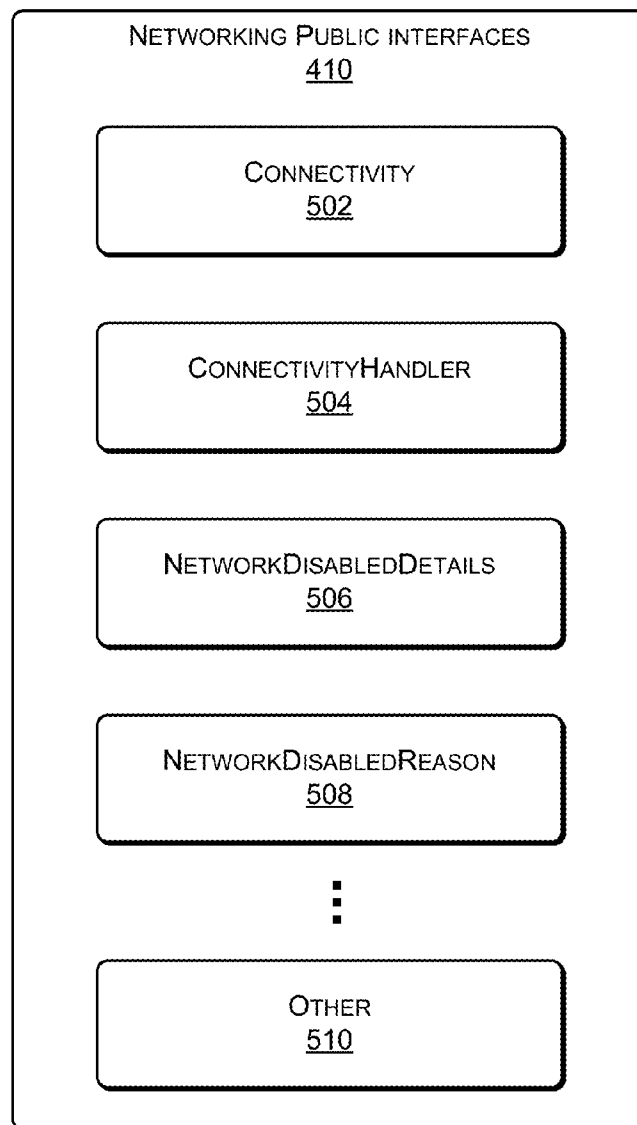 NETWORKING PUBLIC INTERFACES
410
CONNECTIVITY
502
CONNECTIVITYHANDLER
504
NETWORKDISABLEDDETAILS
506
NETWORKDISABLEDREASON
508
OTHER
510